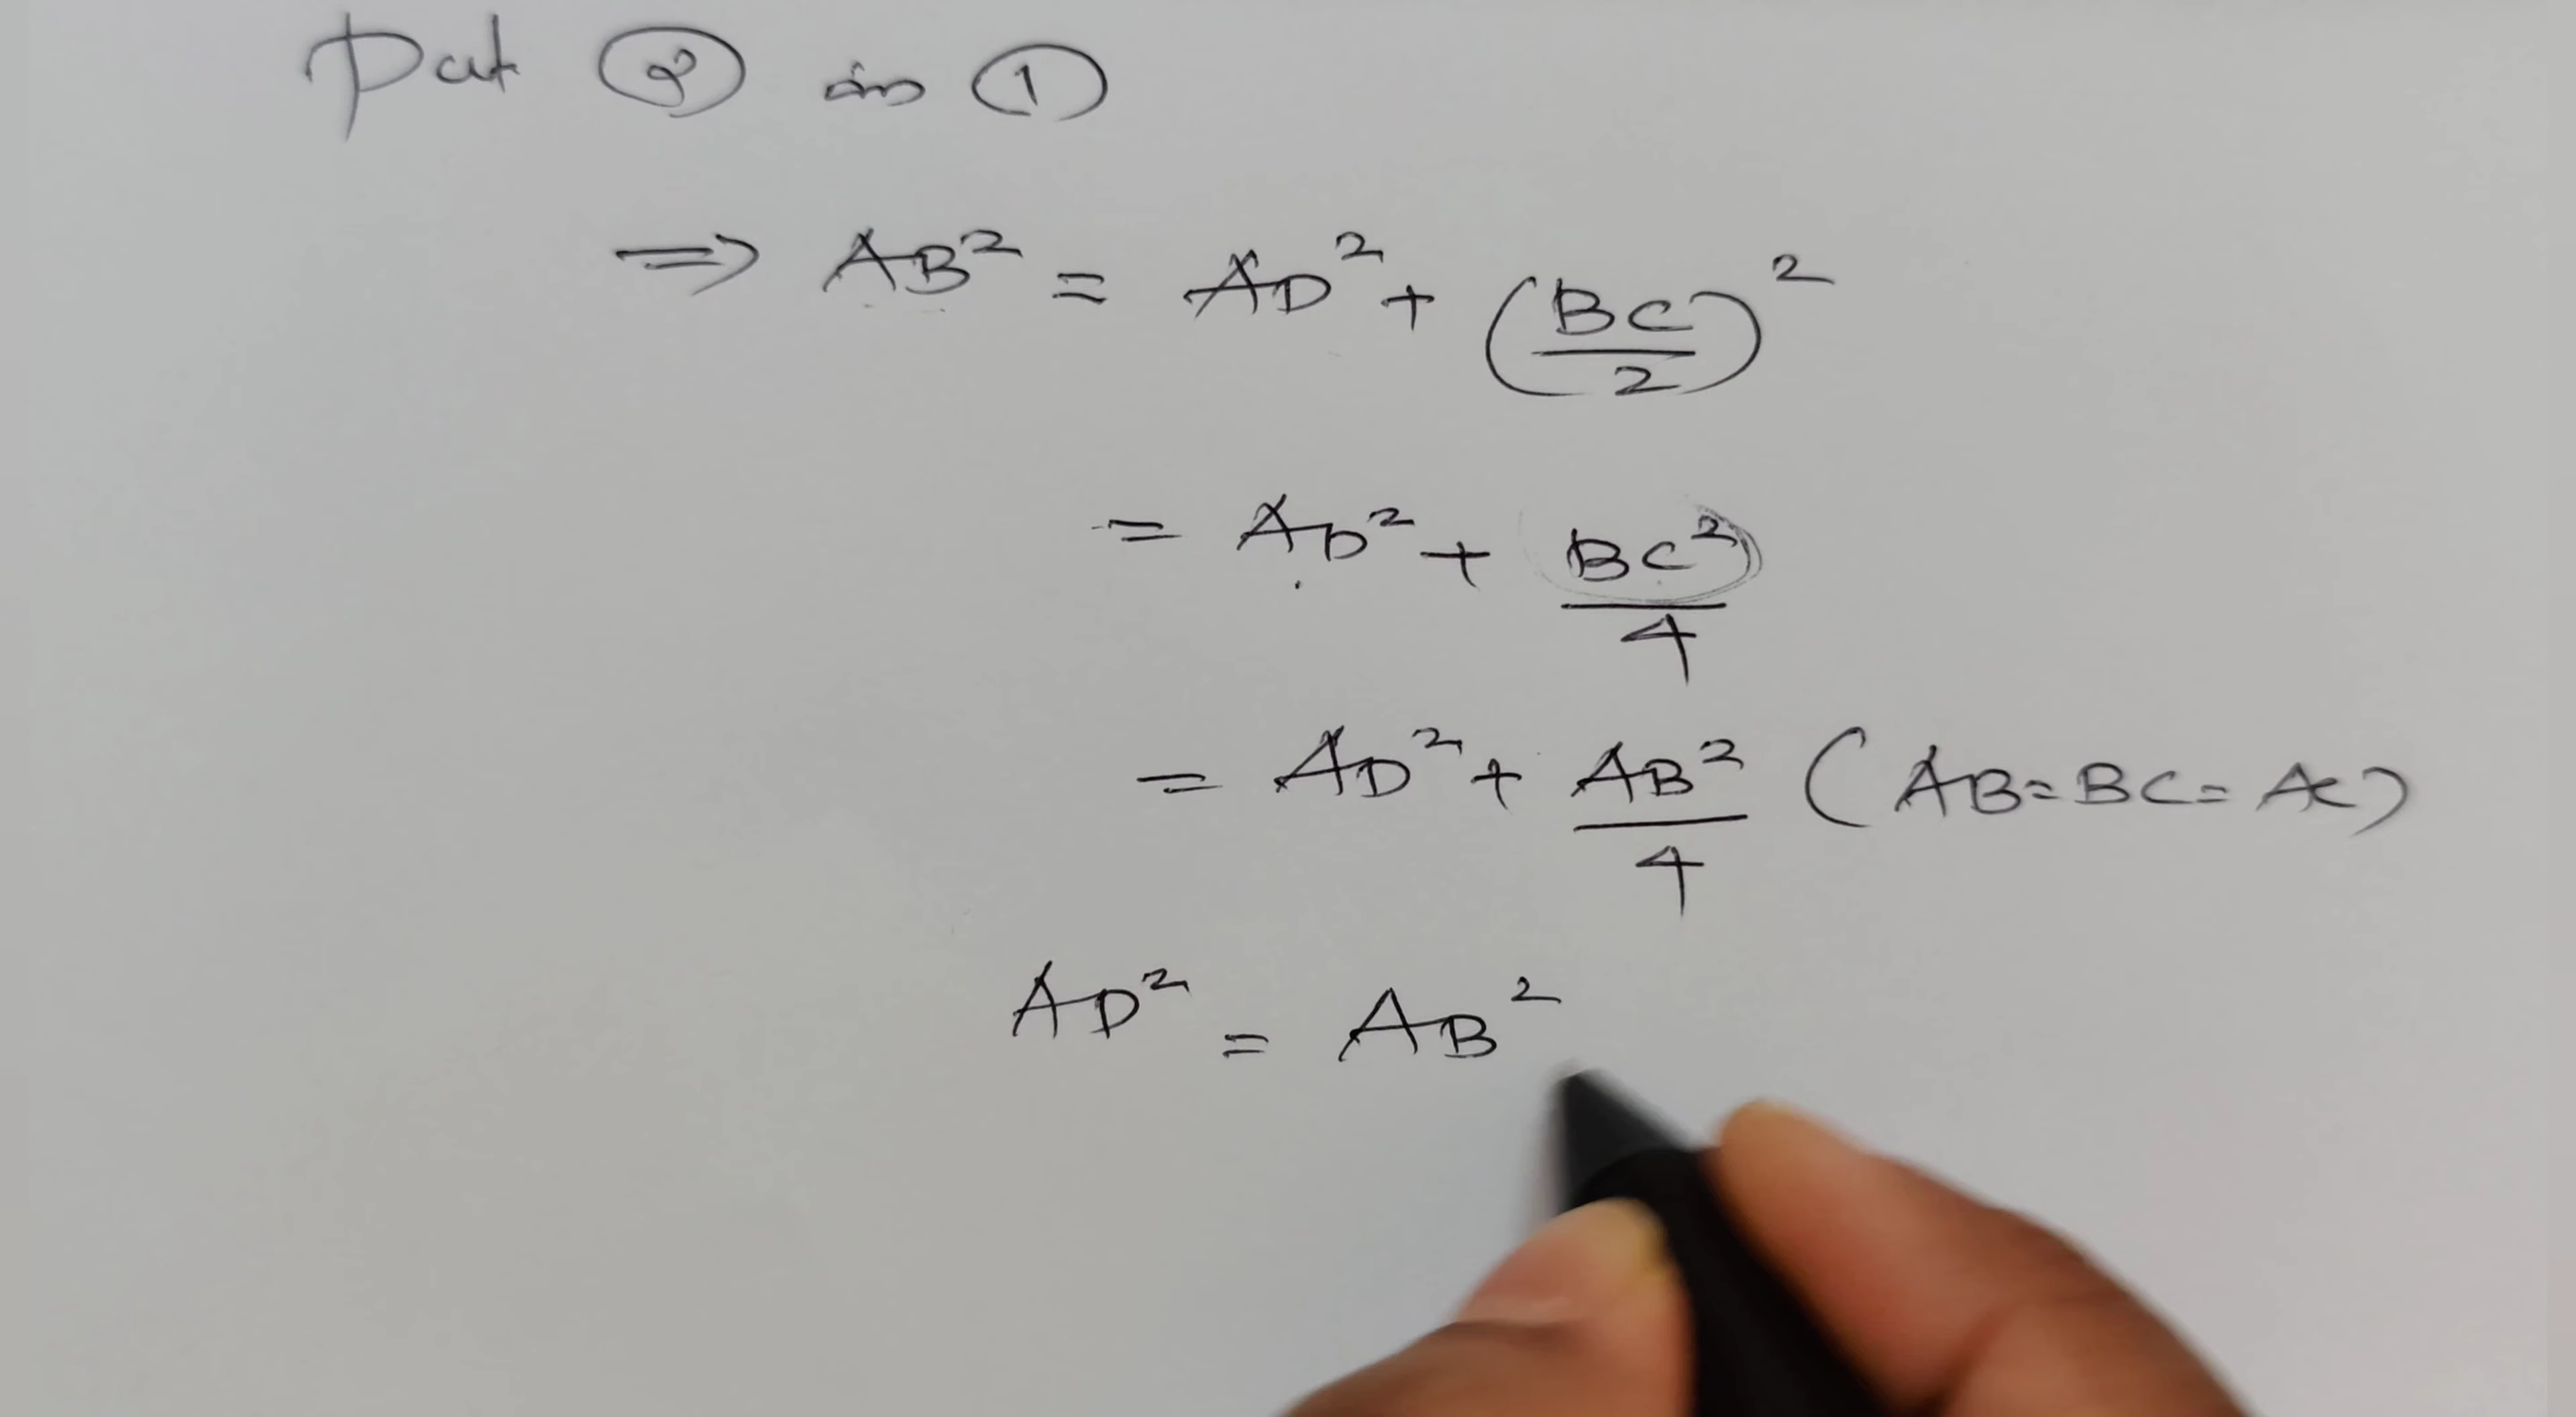 Put ② in ①
⇒ AB² = AD² + (BC/2)²
= AD² + BC²/4
= AD² + AB²/4 (AB=BC=AC)
AD² = AB²